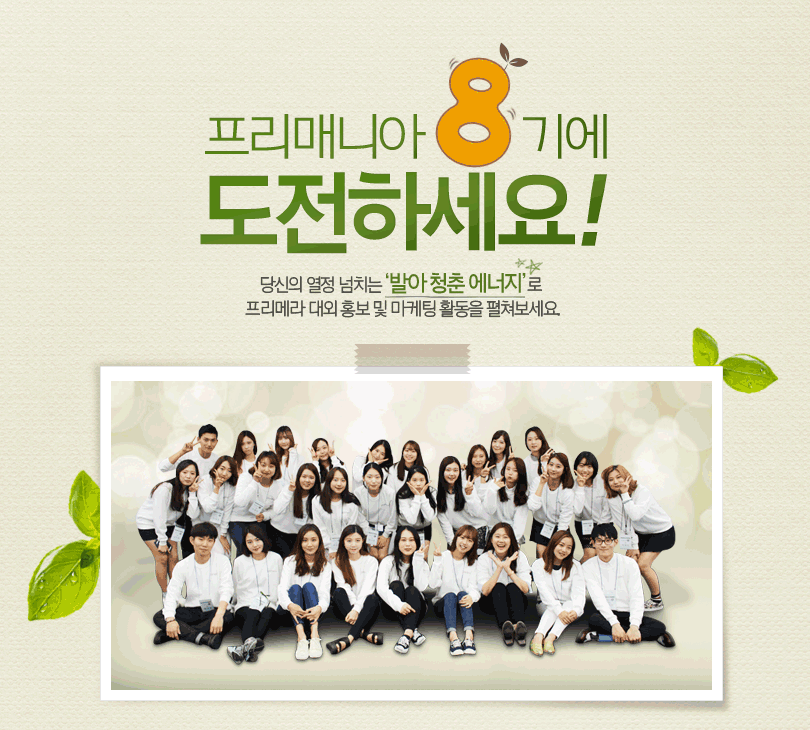 프리매니아 8기에
도전하세요!
당신의 열정 넘치는 '발아 청춘 에너지'로
프리메라 대외 홍보 및 마케팅 활동을 펼쳐보세요.